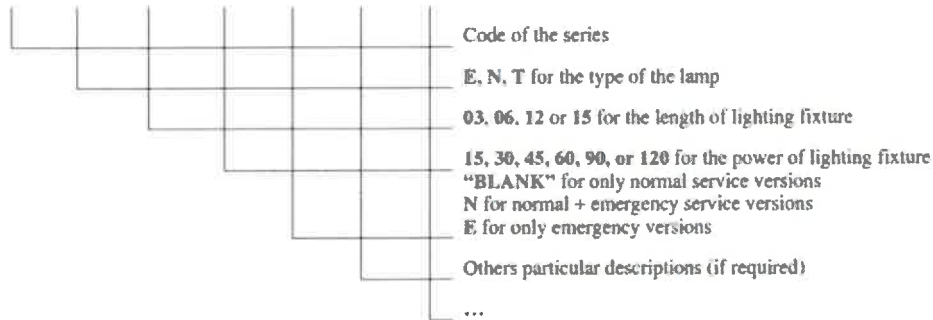 Code of the series
E, N, T for the type of the lamp
03, 06, 12 or 15 for the length of lighting fixture
15, 30, 45, 60, 90, or 120 for the power of lighting fixture
“BLANK” for only normal service versions
N for normal + emergency service versions
E for only emergency versions
Others particular descriptions (if required)
...